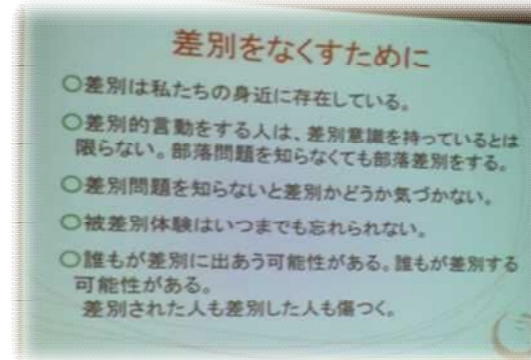 差別をなくすために
○差別は私たちの身近に存在している。
○差別的言動をする人は、差別意識を持っているとは
限らない。部落問題を知らなくても部落差別をする。
○差別問題を知らないと差別かどうか気づかない。
○被差別体験はいつまでも忘れられない。
○誰もが差別に出あう可能性がある。誰もが差別する
可能性がある。
差別された人も差別した人も傷つく。